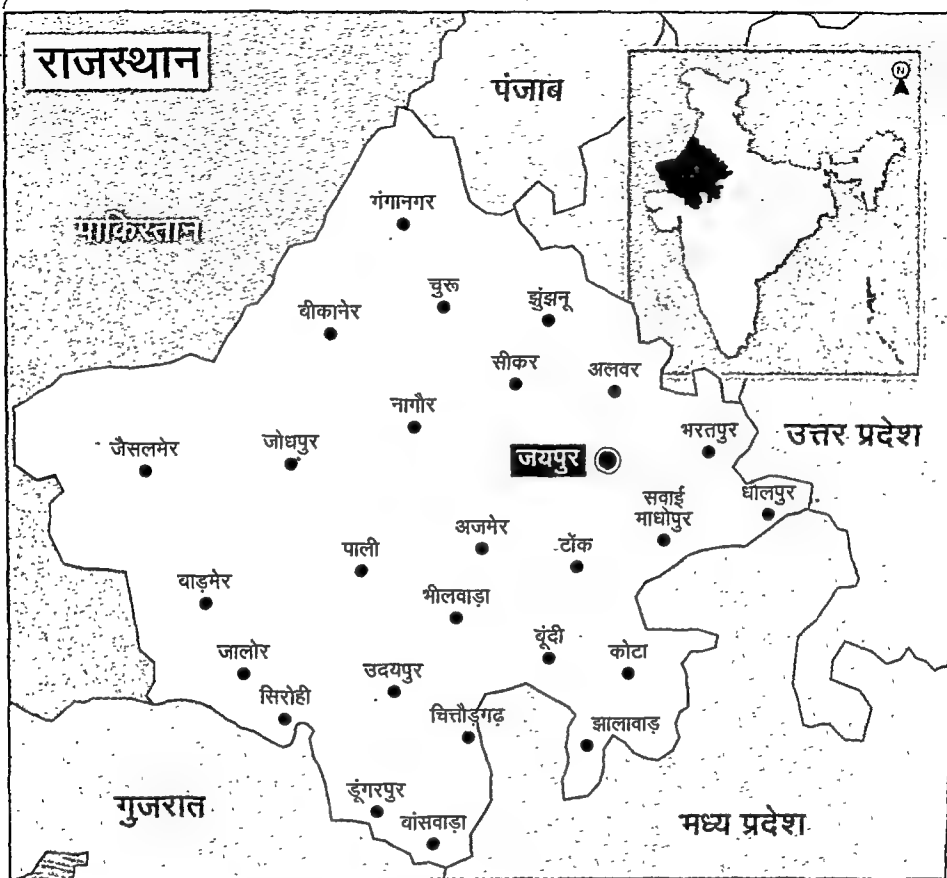 राजस्थान
पंजाब
N
पाकिस्तान
गंगानगर
चुरू
झुंझनू
बीकानेर
सीकर
अलवर
नागौर
भरतपुर
उत्तर प्रदेश
जैसलमेर
जोधपुर
जयपुर
सवाई
माधोपुर
धौलपुर
अजमेर
टोंक
पाली
बाड़मेर
भीलवाड़ा
बूंदी
कोटा
जालोर
उदयपुर
सिरोही
चित्तौड़गढ़
झालावाड़
डूंगरपुर
बांसवाड़ा
गुजरात
मध्य प्रदेश